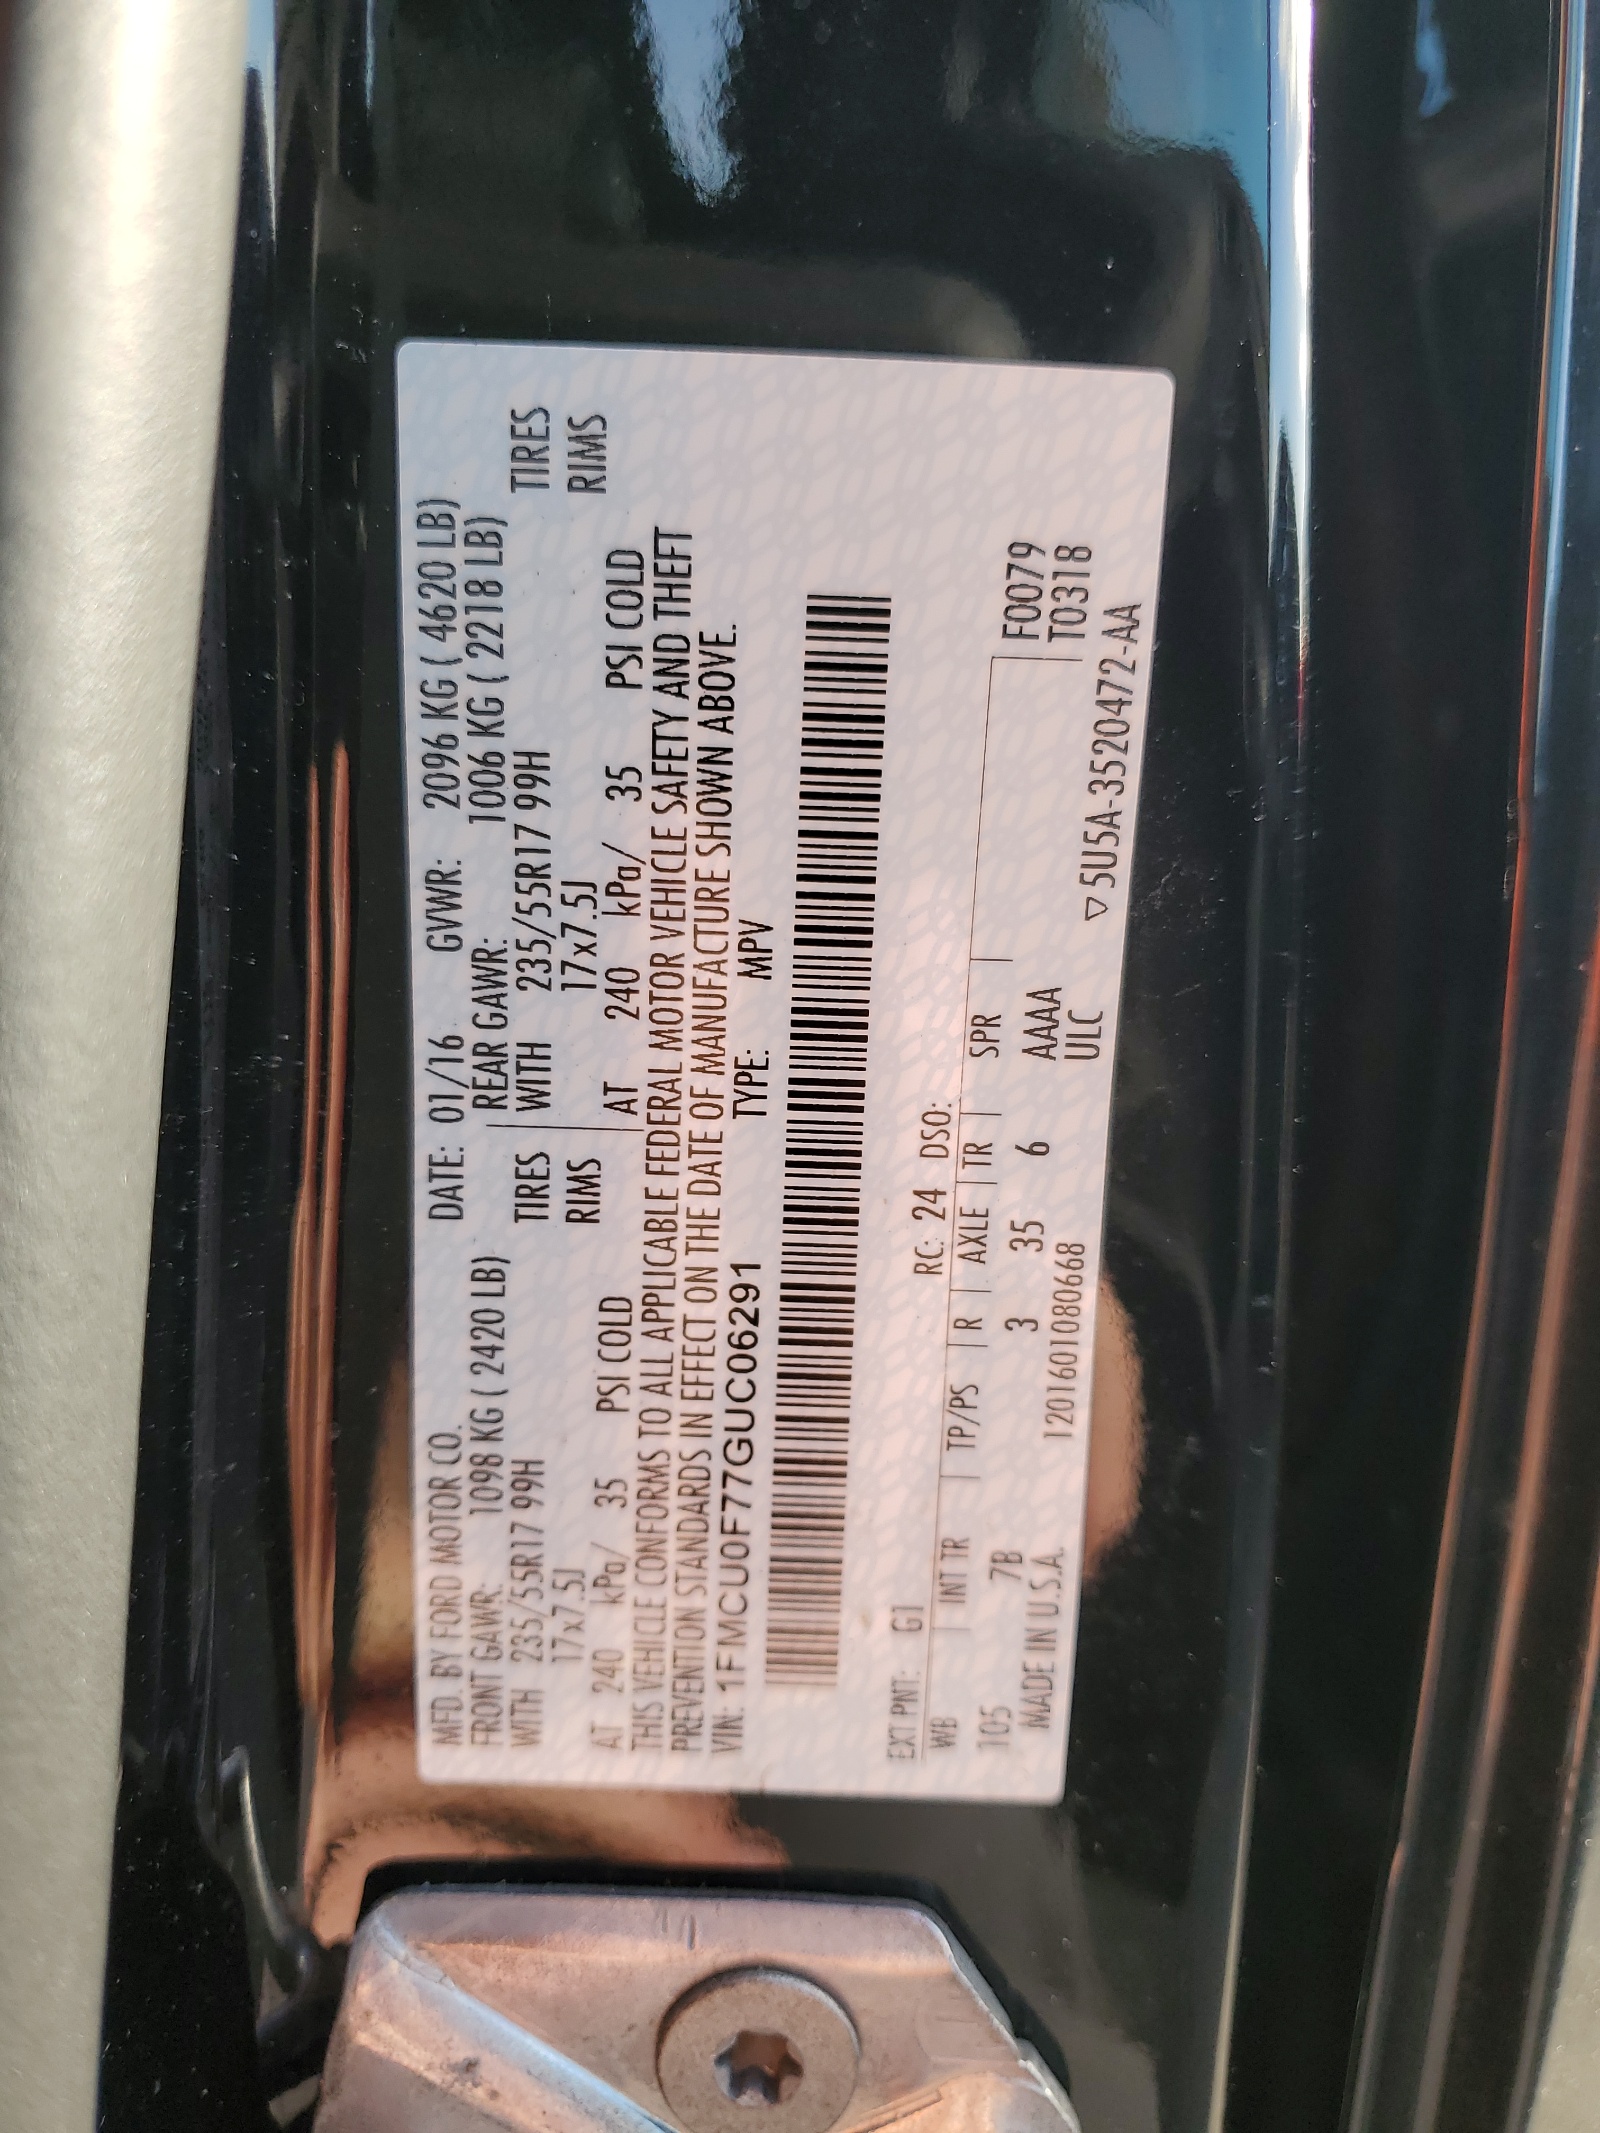 MFD. BY FORD MOTOR CO. DATE: 01/16 GVWR: 2096 KG ( 4620 LB)
FRONT GAWR: 1098 KG ( 2420 LB) REAR GAWR: 1006 KG ( 2218 LB)
WITH 235/55R17 99H TIRES WITH 235/55R17 99H TIRES
17x7.5J RIMS 17x7.5J RIMS
AT 240 kPa/ 35 PSI COLD AT 240 kPa/ 35 PSI COLD
THIS VEHICLE CONFORMS TO ALL APPLICABLE FEDERAL MOTOR VEHICLE SAFETY AND THEFT
PREVENTION STANDARDS IN EFFECT ON THE DATE OF MANUFACTURE SHOWN ABOVE.
VIN: 1FMCU0F77GUC06291 TYPE: MPV
EXT PNT: G1 RC: 24 DSO:
WB INT TR TP/PS R AXLE TR SPR F0079
105 7B 3 35 6 AAAA T0318
MADE IN U.S.A. 1201601080668 ULC
▽5U5A-3520472-AA